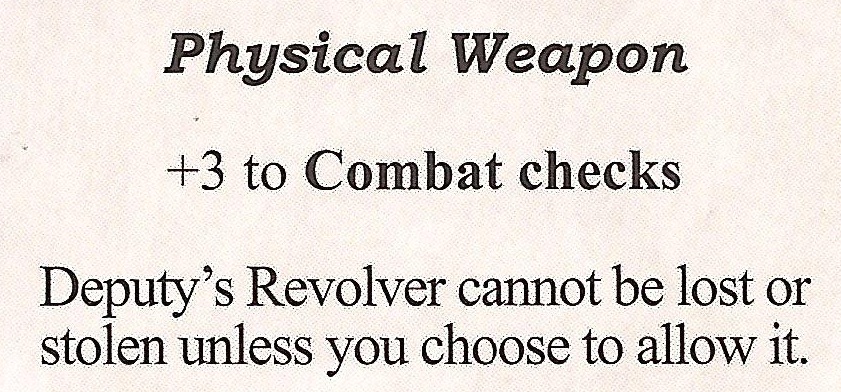 Physical Weapon
+3 to Combat checks
Deputy’s Revolver cannot be lost or
stolen unless you choose to allow it.